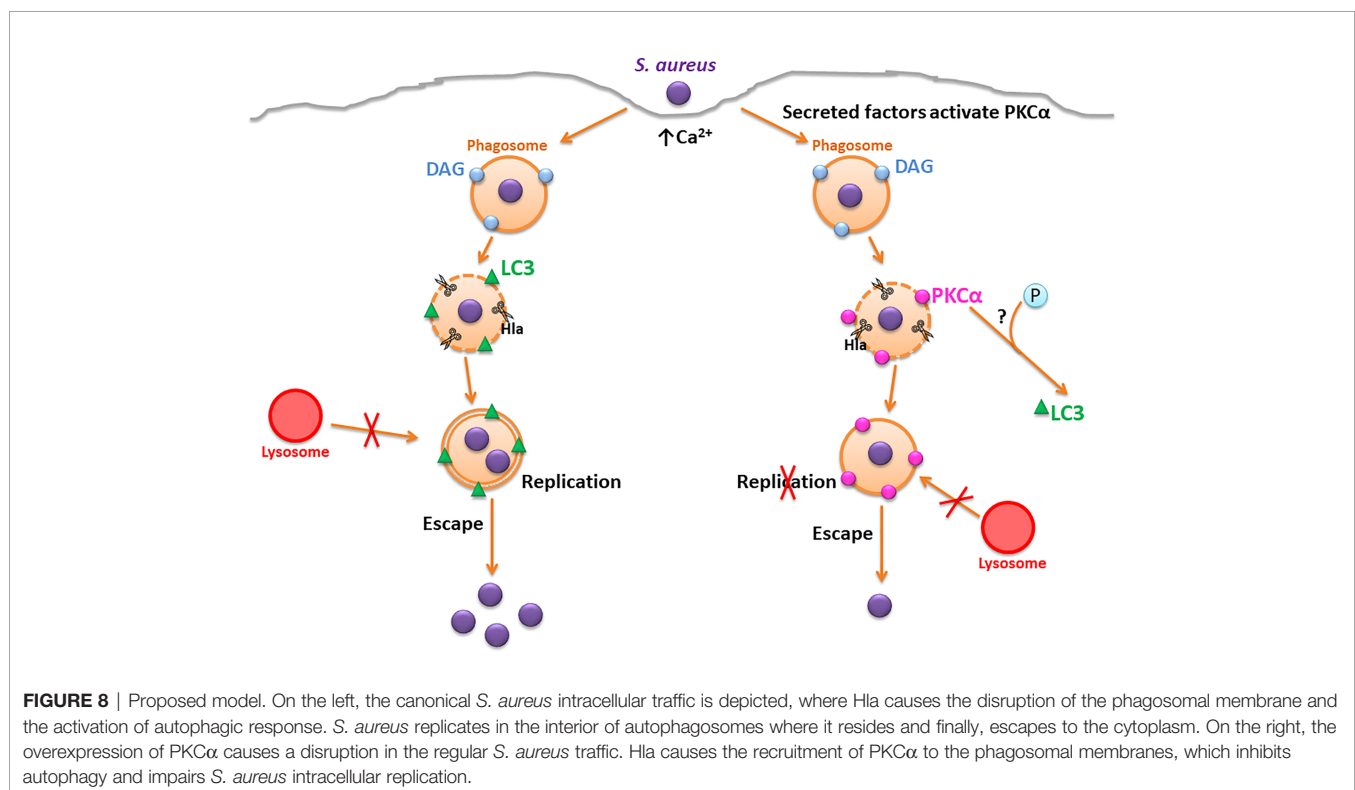 S. aureus
Secreted factors activate PKCα
↑Ca²⁺
Phagosome
Phagosome
DAG
DAG
LC3
Hla
PKCα
P
?
Hla
LC3
Lysosome
Replication
Replication
Escape
Escape
Lysosome
FIGURE 8 | Proposed model. On the left, the canonical S. aureus intracellular traffic is depicted, where Hla causes the disruption of the phagosomal membrane and
the activation of autophagic response. S. aureus replicates in the interior of autophagosomes where it resides and finally, escapes to the cytoplasm. On the right, the
overexpression of PKCα causes a disruption in the regular S. aureus traffic. Hla causes the recruitment of PKCα to the phagosomal membranes, which inhibits
autophagy and impairs S. aureus intracellular replication.